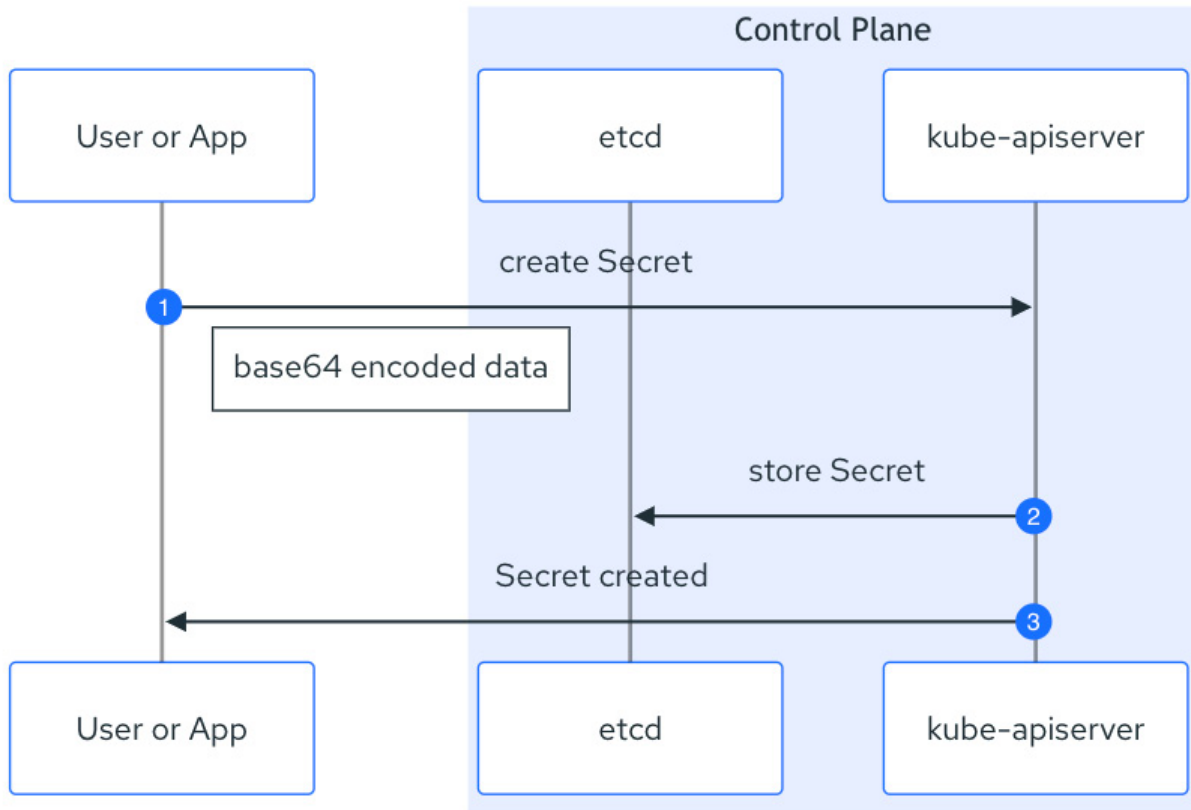 Control Plane
User or App
etcd
kube-apiserver
create Secret
1
base64 encoded data
store Secret
2
Secret created
3
User or App
etcd
kube-apiserver